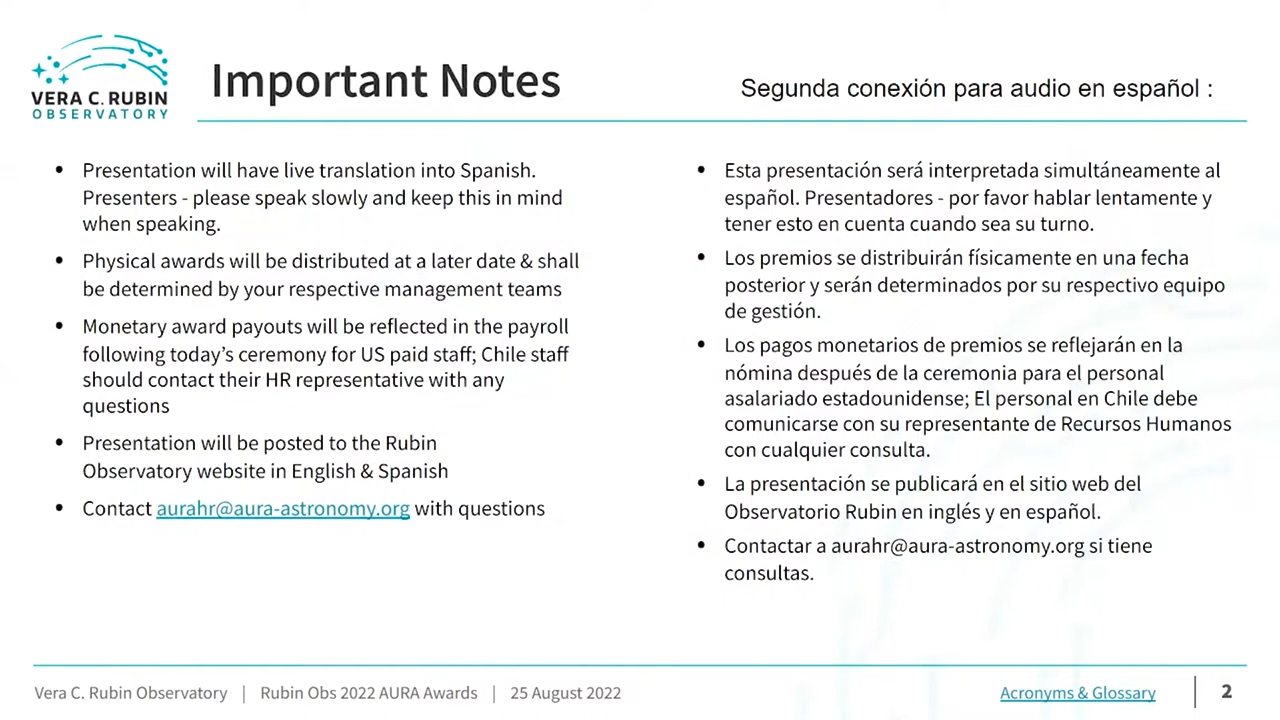 VERA C. RUBIN
OBSERVATORY
Important Notes
Segunda conexión para audio en español :
• Presentation will have live translation into Spanish.
Presenters - please speak slowly and keep this in mind
when speaking.
• Physical awards will be distributed at a later date & shall
be determined by your respective management teams
• Monetary award payouts will be reflected in the payroll
following today’s ceremony for US paid staff; Chile staff
should contact their HR representative with any
questions
• Presentation will be posted to the Rubin
Observatory website in English & Spanish
• Contact aurahr@aura-astronomy.org with questions
• Esta presentación será interpretada simultáneamente al
español. Presentadores - por favor hablar lentamente y
tener esto en cuenta cuando sea su turno.
• Los premios se distribuirán físicamente en una fecha
posterior y serán determinados por su respectivo equipo
de gestión.
• Los pagos monetarios de premios se reflejarán en la
nómina después de la ceremonia para el personal
asalariado estadounidense; El personal en Chile debe
comunicarse con su representante de Recursos Humanos
con cualquier consulta.
• La presentación se publicará en el sitio web del
Observatorio Rubin en inglés y en español.
• Contactar a aurahr@aura-astronomy.org si tiene
consultas.
Vera C. Rubin Observatory | Rubin Obs 2022 AURA Awards | 25 August 2022
Acronyms & Glossary | 2